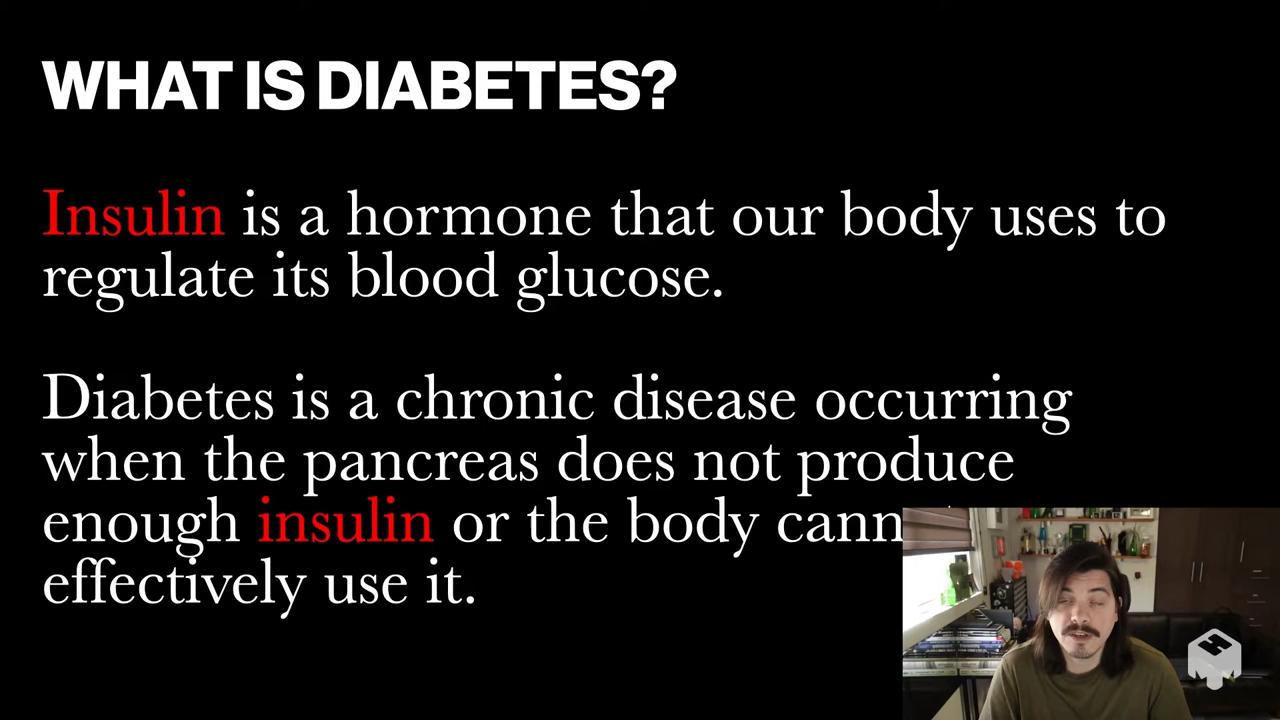 WHAT IS DIABETES?
Insulin is a hormone that our body uses to
regulate its blood glucose.
Diabetes is a chronic disease occurring
when the pancreas does not produce
enough insulin or the body cann
effectively use it.